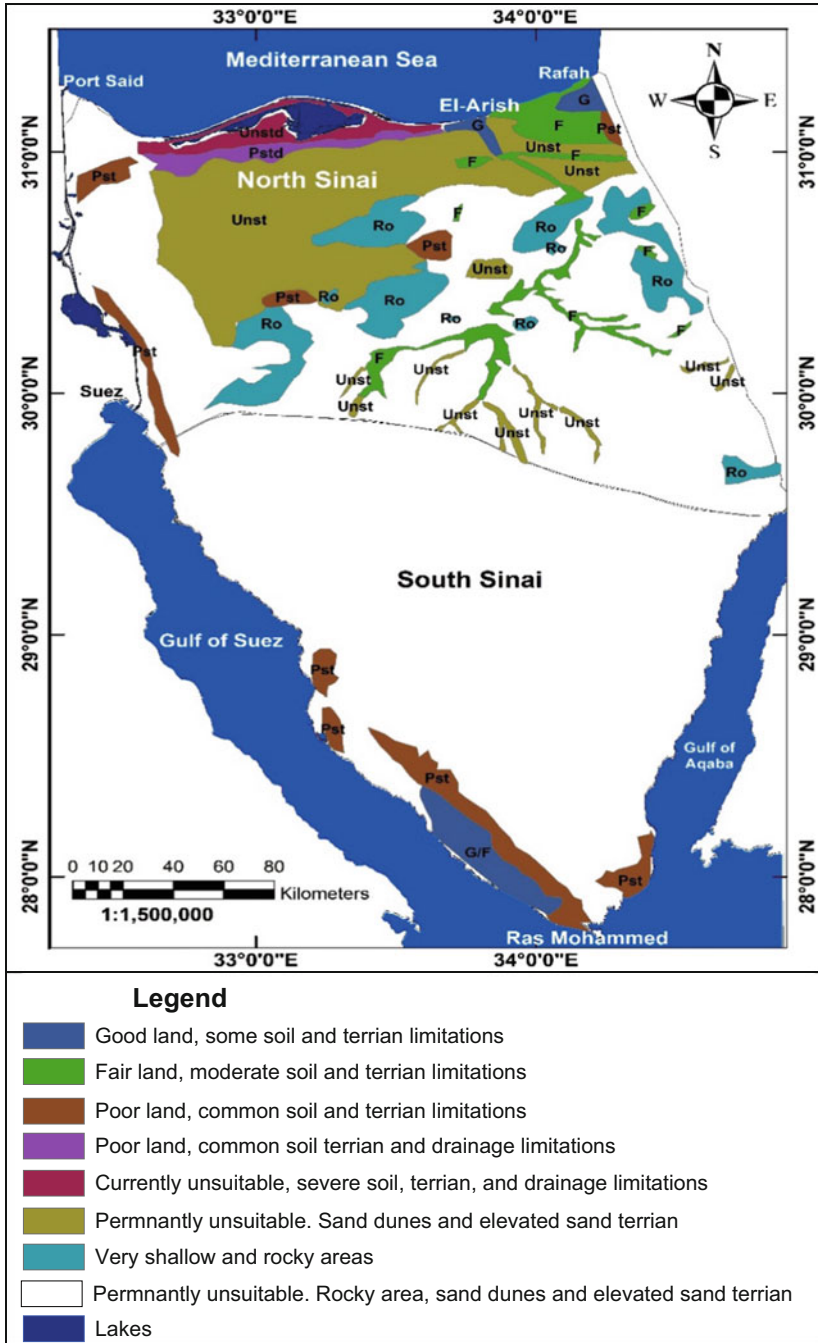 33°0'0"E 34°0'0"E
Mediterranean Sea
Port Said
Rafah
El-Arish
N
W E
S
G
G
F
Pst
Unstd
Pstd
Unst
F
F
Unst
31°0'0"N
31°0'0"N
North Sinai
Pst
Unst
Ro
F
Ro
Ro
F
F
Pst
Unst
Ro
Pst
Ro
Ro
Ro
Ro
Ro
F
F
Pst
F
Unst
Unst
Unst
Unst
Unst
Suez
30°0'0"N
30°0'0"N
Unst
Unst
Unst
Unst
Ro
South Sinai
Gulf of Suez
29°0'0"N
29°0'0"N
Pst
Pst
Gulf of
Aqaba
Pst
G/F
Pst
28°0'0"N
28°0'0"N
0 10 20 40 60 80
Kilometers
1:1,500,000
Ras Mohammed
33°0'0"E 34°0'0"E
Legend
Good land, some soil and terrian limitations
Fair land, moderate soil and terrian limitations
Poor land, common soil and terrian limitations
Poor land, common soil terrian and drainage limitations
Currently unsuitable, severe soil, terrian, and drainage limitations
Permnantly unsuitable. Sand dunes and elevated sand terrian
Very shallow and rocky areas
Permnantly unsuitable. Rocky area, sand dunes and elevated sand terrian
Lakes